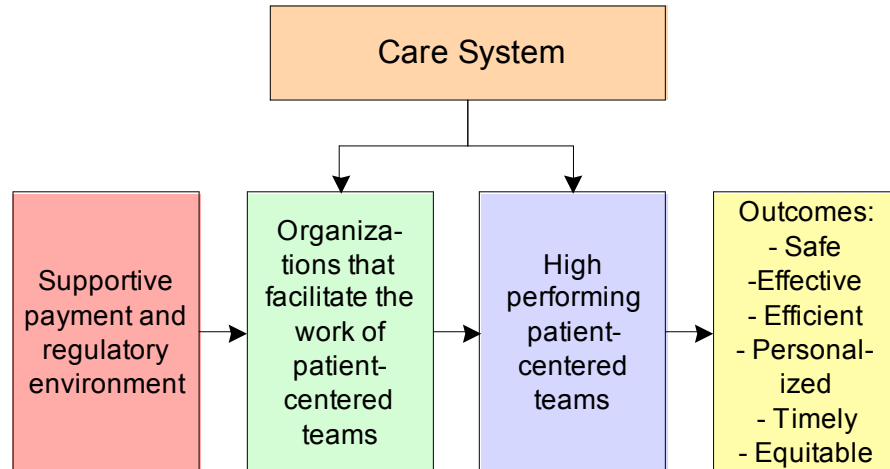 Care System
Supportive
payment and
regulatory
environment
Organiza-
tions that
facilitate the
work of
patient-
centered
teams
High
performing
patient-
centered
teams
Outcomes:
- Safe
-Effective
- Efficient
- Personal-
ized
- Timely
- Equitable